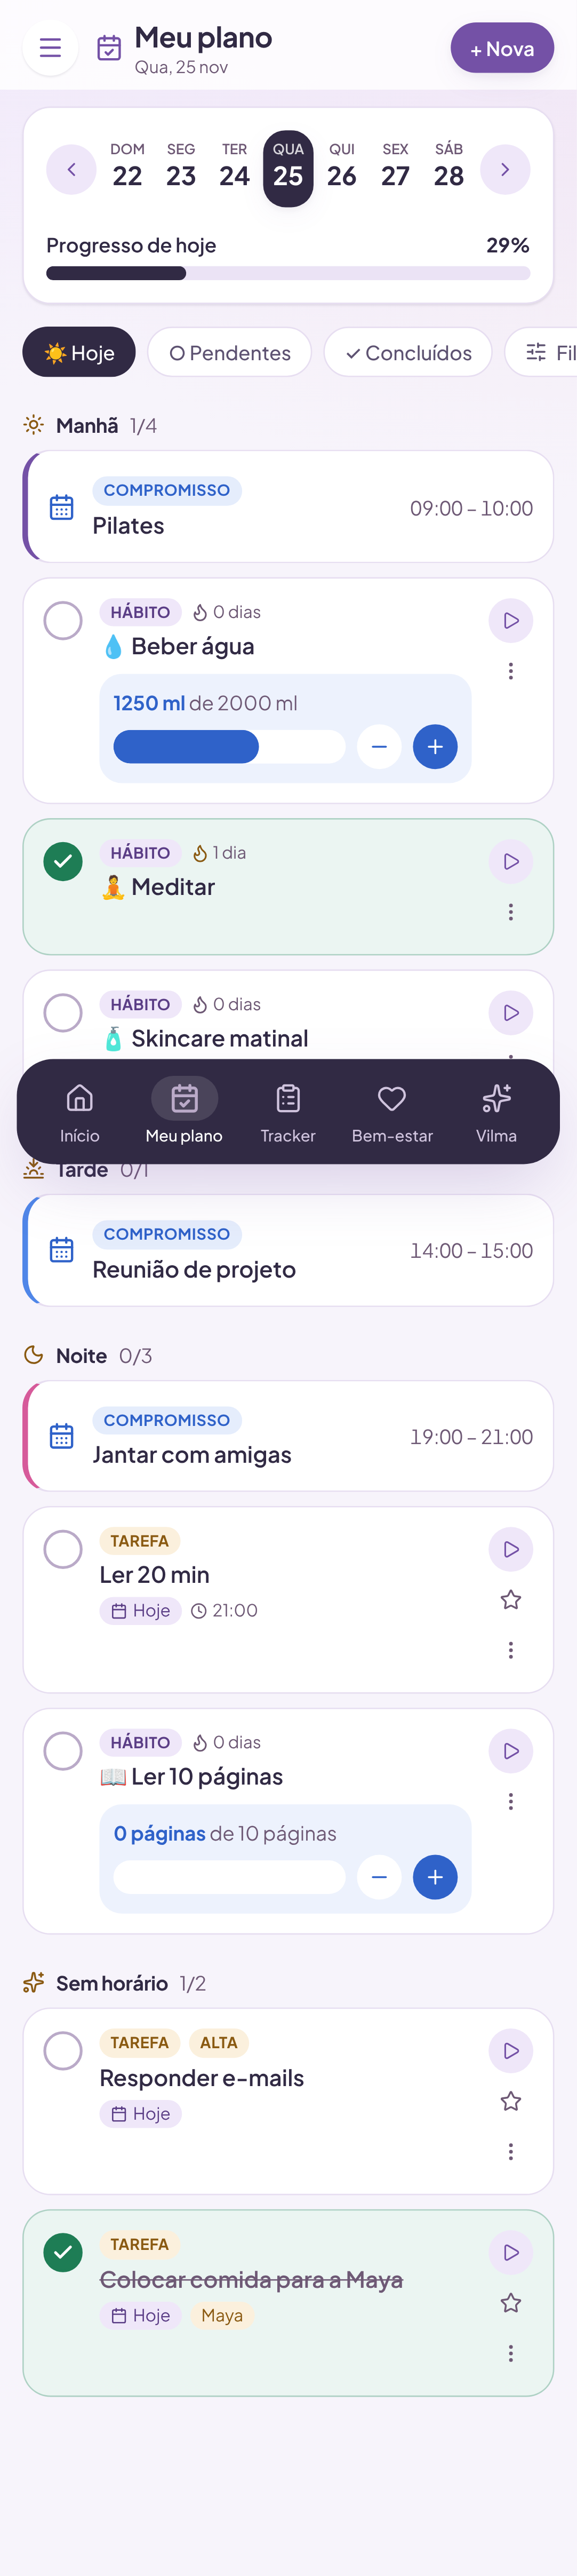 Meu plano
Qua, 25 nov
+ Nova
DOM SEG TER QUA QUI SEX SÁB
22 23 24 25 26 27 28
Progresso de hoje 29%
Hoje
Pendentes
Concluídos
Fil
Manhã 1/4
COMPROMISSO
Pilates
09:00 – 10:00
HÁBITO 0 dias
Beber água
1250 ml de 2000 ml
HÁBITO 1 dia
Meditar
HÁBITO 0 dias
Skincare matinal
Início
Meu plano
Tracker
Bem-estar
Vilma
Tarde 0/1
COMPROMISSO
Reunião de projeto
14:00 – 15:00
Noite 0/3
COMPROMISSO
Jantar com amigas
19:00 – 21:00
TAREFA
Ler 20 min
Hoje 21:00
HÁBITO 0 dias
Ler 10 páginas
0 páginas de 10 páginas
Sem horário 1/2
TAREFA ALTA
Responder e-mails
Hoje
TAREFA
Colocar comida para a Maya
Hoje Maya